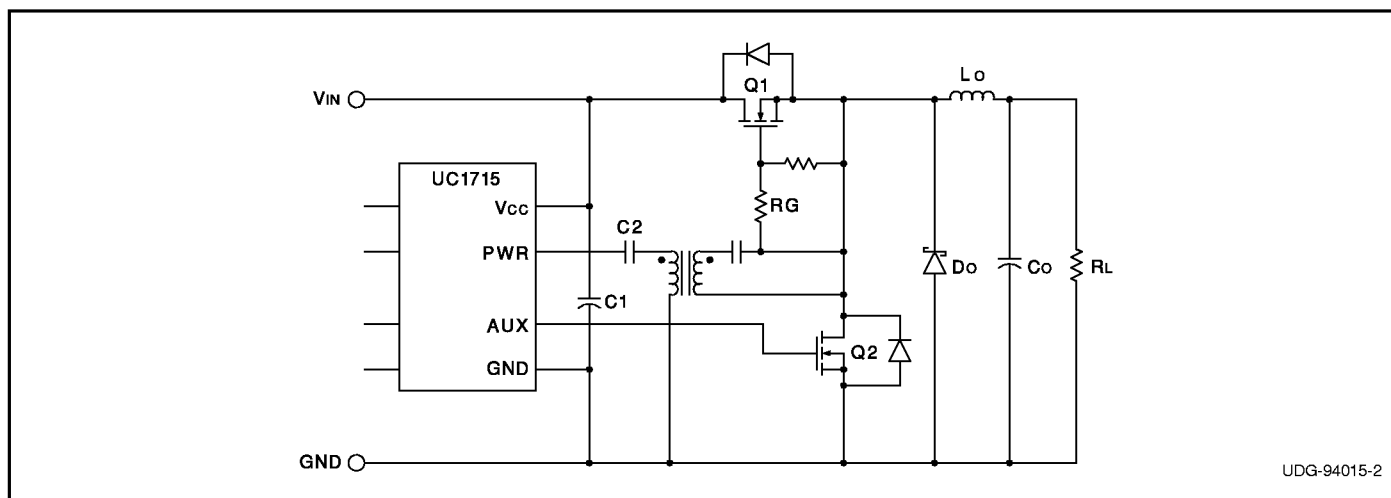 Q1
LO
VIN
UC1715
VCC
RG
C2
PWR
DO
CO
RL
C1
AUX
Q2
GND
GND
UDG-94015-2